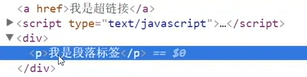 <a href>我是超链接</a>
▶<script type="text/javascript">…</script>
▼<div>
<p>我是段落标签</p> == $0
</div>